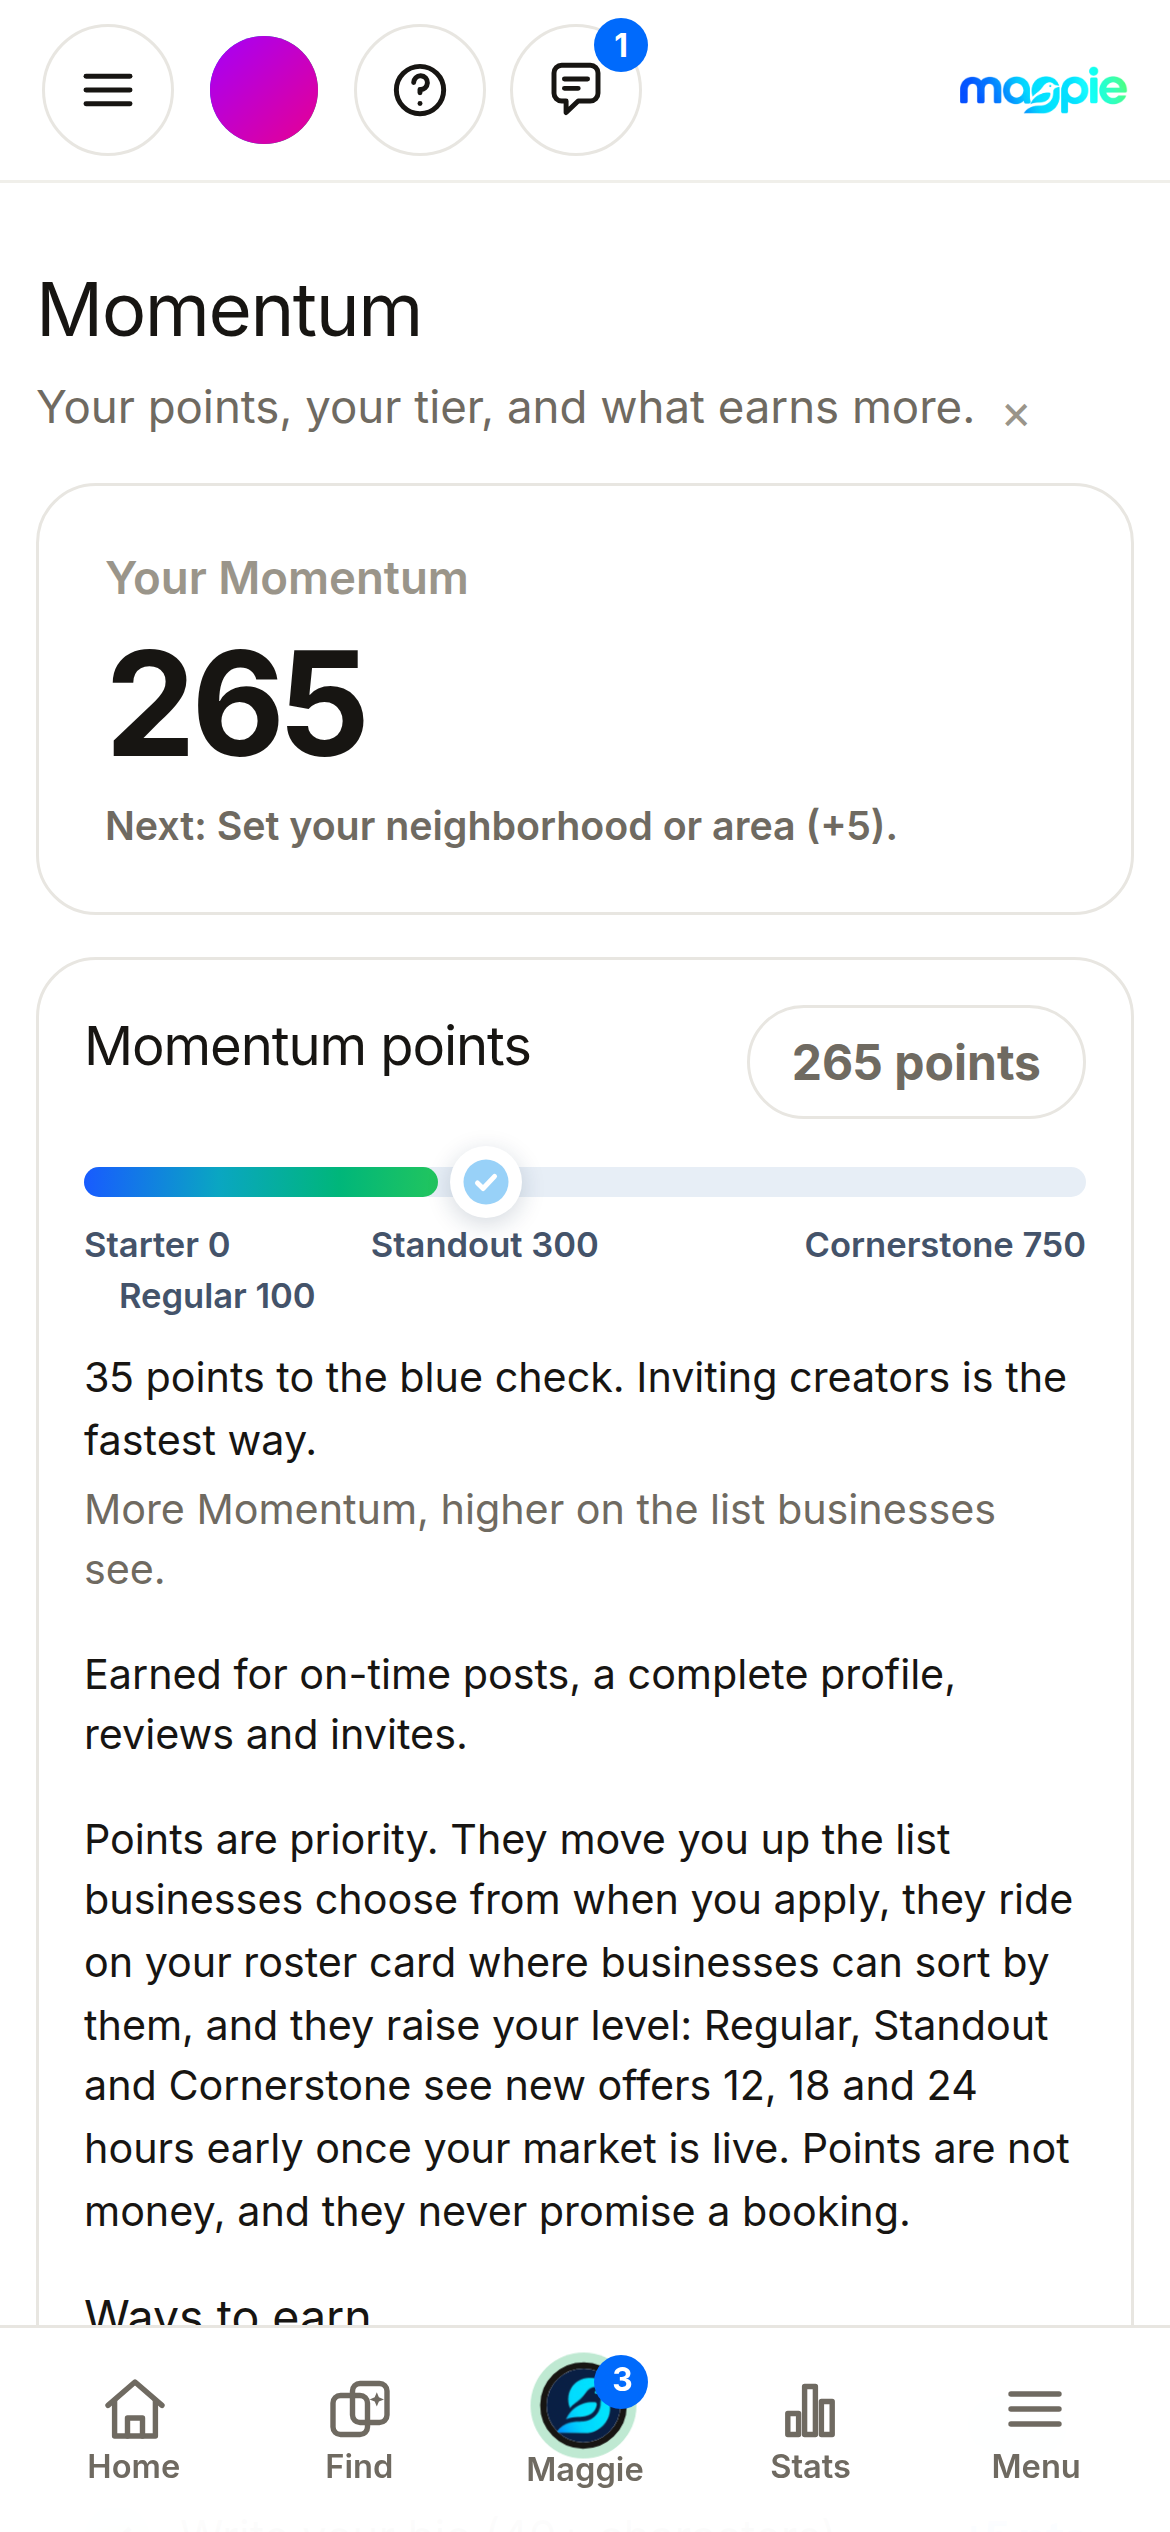 1
magpie
Momentum
Your points, your tier, and what earns more. ×
Your Momentum
265
Next: Set your neighborhood or area (+5).
Momentum points
265 points
Starter 0
Standout 300
Cornerstone 750
Regular 100
35 points to the blue check. Inviting creators is the
fastest way.
More Momentum, higher on the list businesses
see.
Earned for on-time posts, a complete profile,
reviews and invites.
Points are priority. They move you up the list
businesses choose from when you apply, they ride
on your roster card where businesses can sort by
them, and they raise your level: Regular, Standout
and Cornerstone see new offers 12, 18 and 24
hours early once your market is live. Points are not
money, and they never promise a booking.
Ways to earn
3
Home
Find
Maggie
Stats
Menu